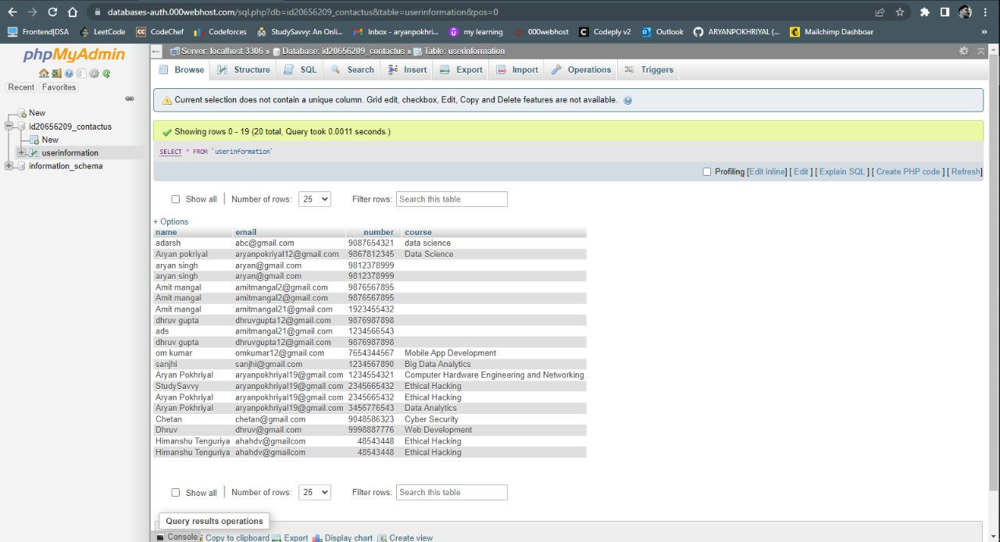 databases-auth.000webhost.com/sql.php?db=id20656209_contactus&table=userinformation&pos=0
Frontend|DSA LeetCode CodeChef Codeforces StudySavvy: An Onli... Inbox - aryanpokhri... my learning 000webhost Codeply v2 Outlook ARYANPOKHRIYAL (... Mailchimp Dashboar »
phpMyAdmin
Recent Favorites
New
id20656209_contactus
New
userinformation
information_schema
Server: localhost:3306 » Database: id20656209_contactus » Table: userinformation
Browse Structure SQL Search Insert Export Import Operations Triggers
Current selection does not contain a unique column. Grid edit, checkbox, Edit, Copy and Delete features are not available.
Showing rows 0 - 19 (20 total, Query took 0.0011 seconds.)
SELECT * FROM `userinformation`
Profiling [Edit inline] [ Edit ] [ Explain SQL ] [ Create PHP code ] [ Refresh]
Show all Number of rows: 25 Filter rows: Search this table
+ Options
name email number course
adarsh abc@gmail.com 9087654321 data science
Aryan pokriyal aryanpokriyal12@gmail.com 9867812345 Data Science
aryan singh aryan@gmail.com 9812378999
aryan singh aryan@gmail.com 9812378999
Amit mangal amitmangal2@gmail.com 9876567895
Amit mangal amitmangal2@gmail.com 9876567895
Amit mangal amitmangal21@gmail.com 1923455432
dhruv gupta dhruvgupta12@gmail.com 9876987898
ads amitmangal21@gmail.com 1234566543
dhruv gupta dhruvgupta12@gmail.com 9876987898
om kumar omkumar12@gmail.com 7654344567 Mobile App Development
sanjhi sanjhi@gmail.com 1234567890 Big Data Analytics
Aryan Pokhriyal aryanpokhriyal19@gmail.com 1234554321 Computer Hardware Engineering and Networking
StudySavvy aryanpokhriyal19@gmail.com 2345665432 Ethical Hacking
Aryan Pokhriyal aryanpokhriyal19@gmail.com 2345665432 Ethical Hacking
Aryan Pokhriyal aryanpokhriyal19@gmail.com 3456776543 Data Analytics
Chetan chetan@gmail.com 9048586323 Cyber Security
Dhruv dhruv@gmail.com 9998887776 Web Development
Himanshu Tenguriya ahahdv@gmailcom 48543448 Ethical Hacking
Himanshu Tenguriya ahahdv@gmailcom 48543448 Ethical Hacking
Show all Number of rows: 25 Filter rows: Search this table
Query results operations
Console Copy to clipboard Export Display chart Create view